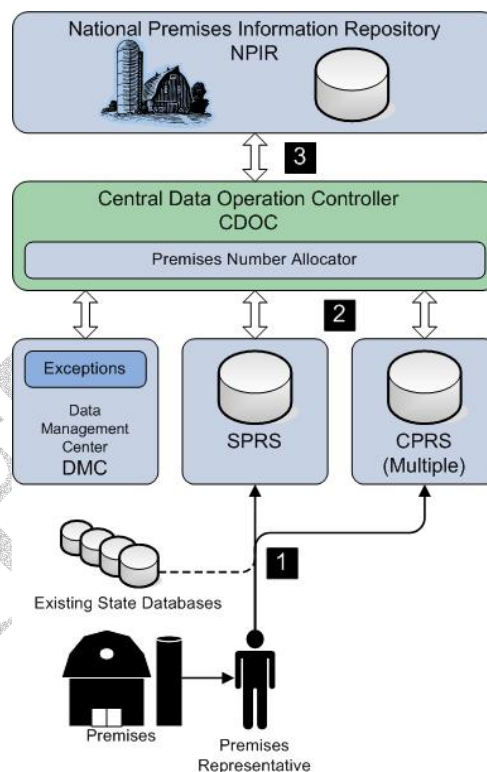 National Premises Information Repository
NPIR
3
Central Data Operation Controller
CDOC
Premises Number Allocator
2
Exceptions
Data
Management
Center
DMC
SPRS
CPRS
(Multiple)
1
Existing State Databases
Premises
Premises
Representative